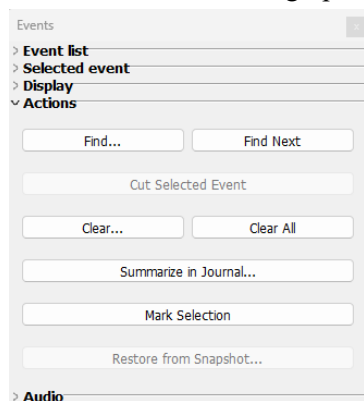 Events
Event list
Selected event
Display
Actions
Find... Find Next
Cut Selected Event
Clear... Clear All
Summarize in Journal...
Mark Selection
Restore from Snapshot...
Audio